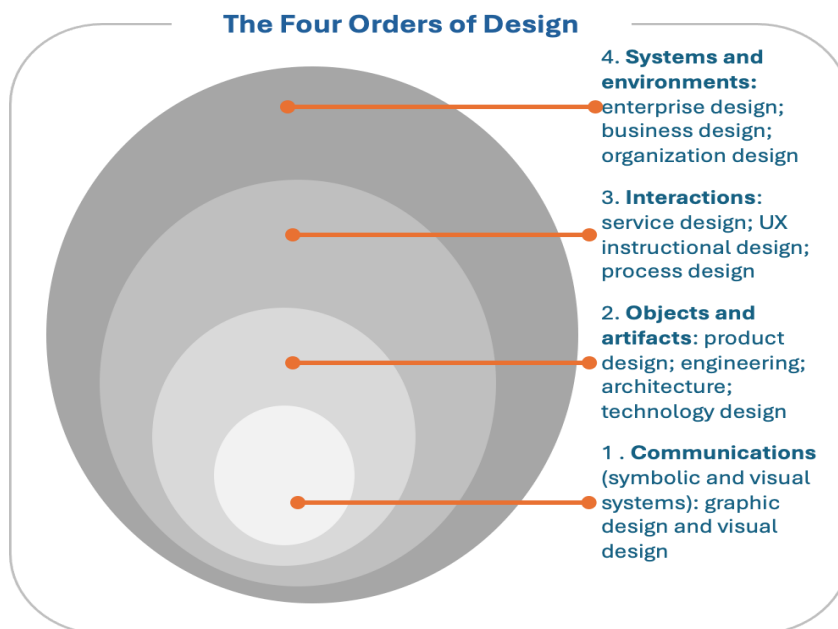 The Four Orders of Design
4. Systems and
environments:
enterprise design;
business design;
organization design
3. Interactions:
service design; UX
instructional design;
process design
2. Objects and
artifacts: product
design; engineering;
architecture;
technology design
1 . Communications
(symbolic and visual
systems): graphic
design and visual
design